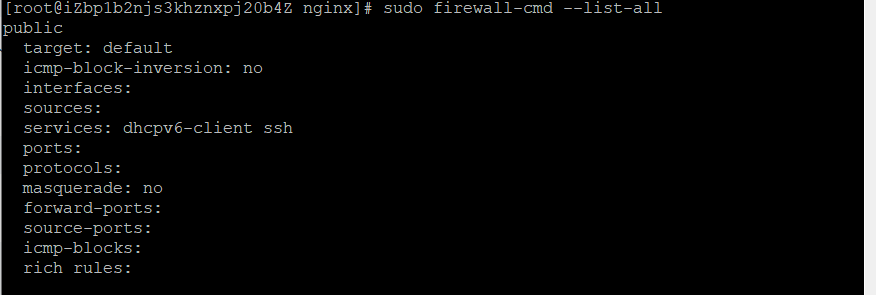 [root@iZbp1b2njs3khznxpj20b4Z nginx]# sudo firewall-cmd --list-all
public
  target: default
  icmp-block-inversion: no
  interfaces:
  sources:
  services: dhcpv6-client ssh
  ports:
  protocols:
  masquerade: no
  forward-ports:
  source-ports:
  icmp-blocks:
  rich rules: